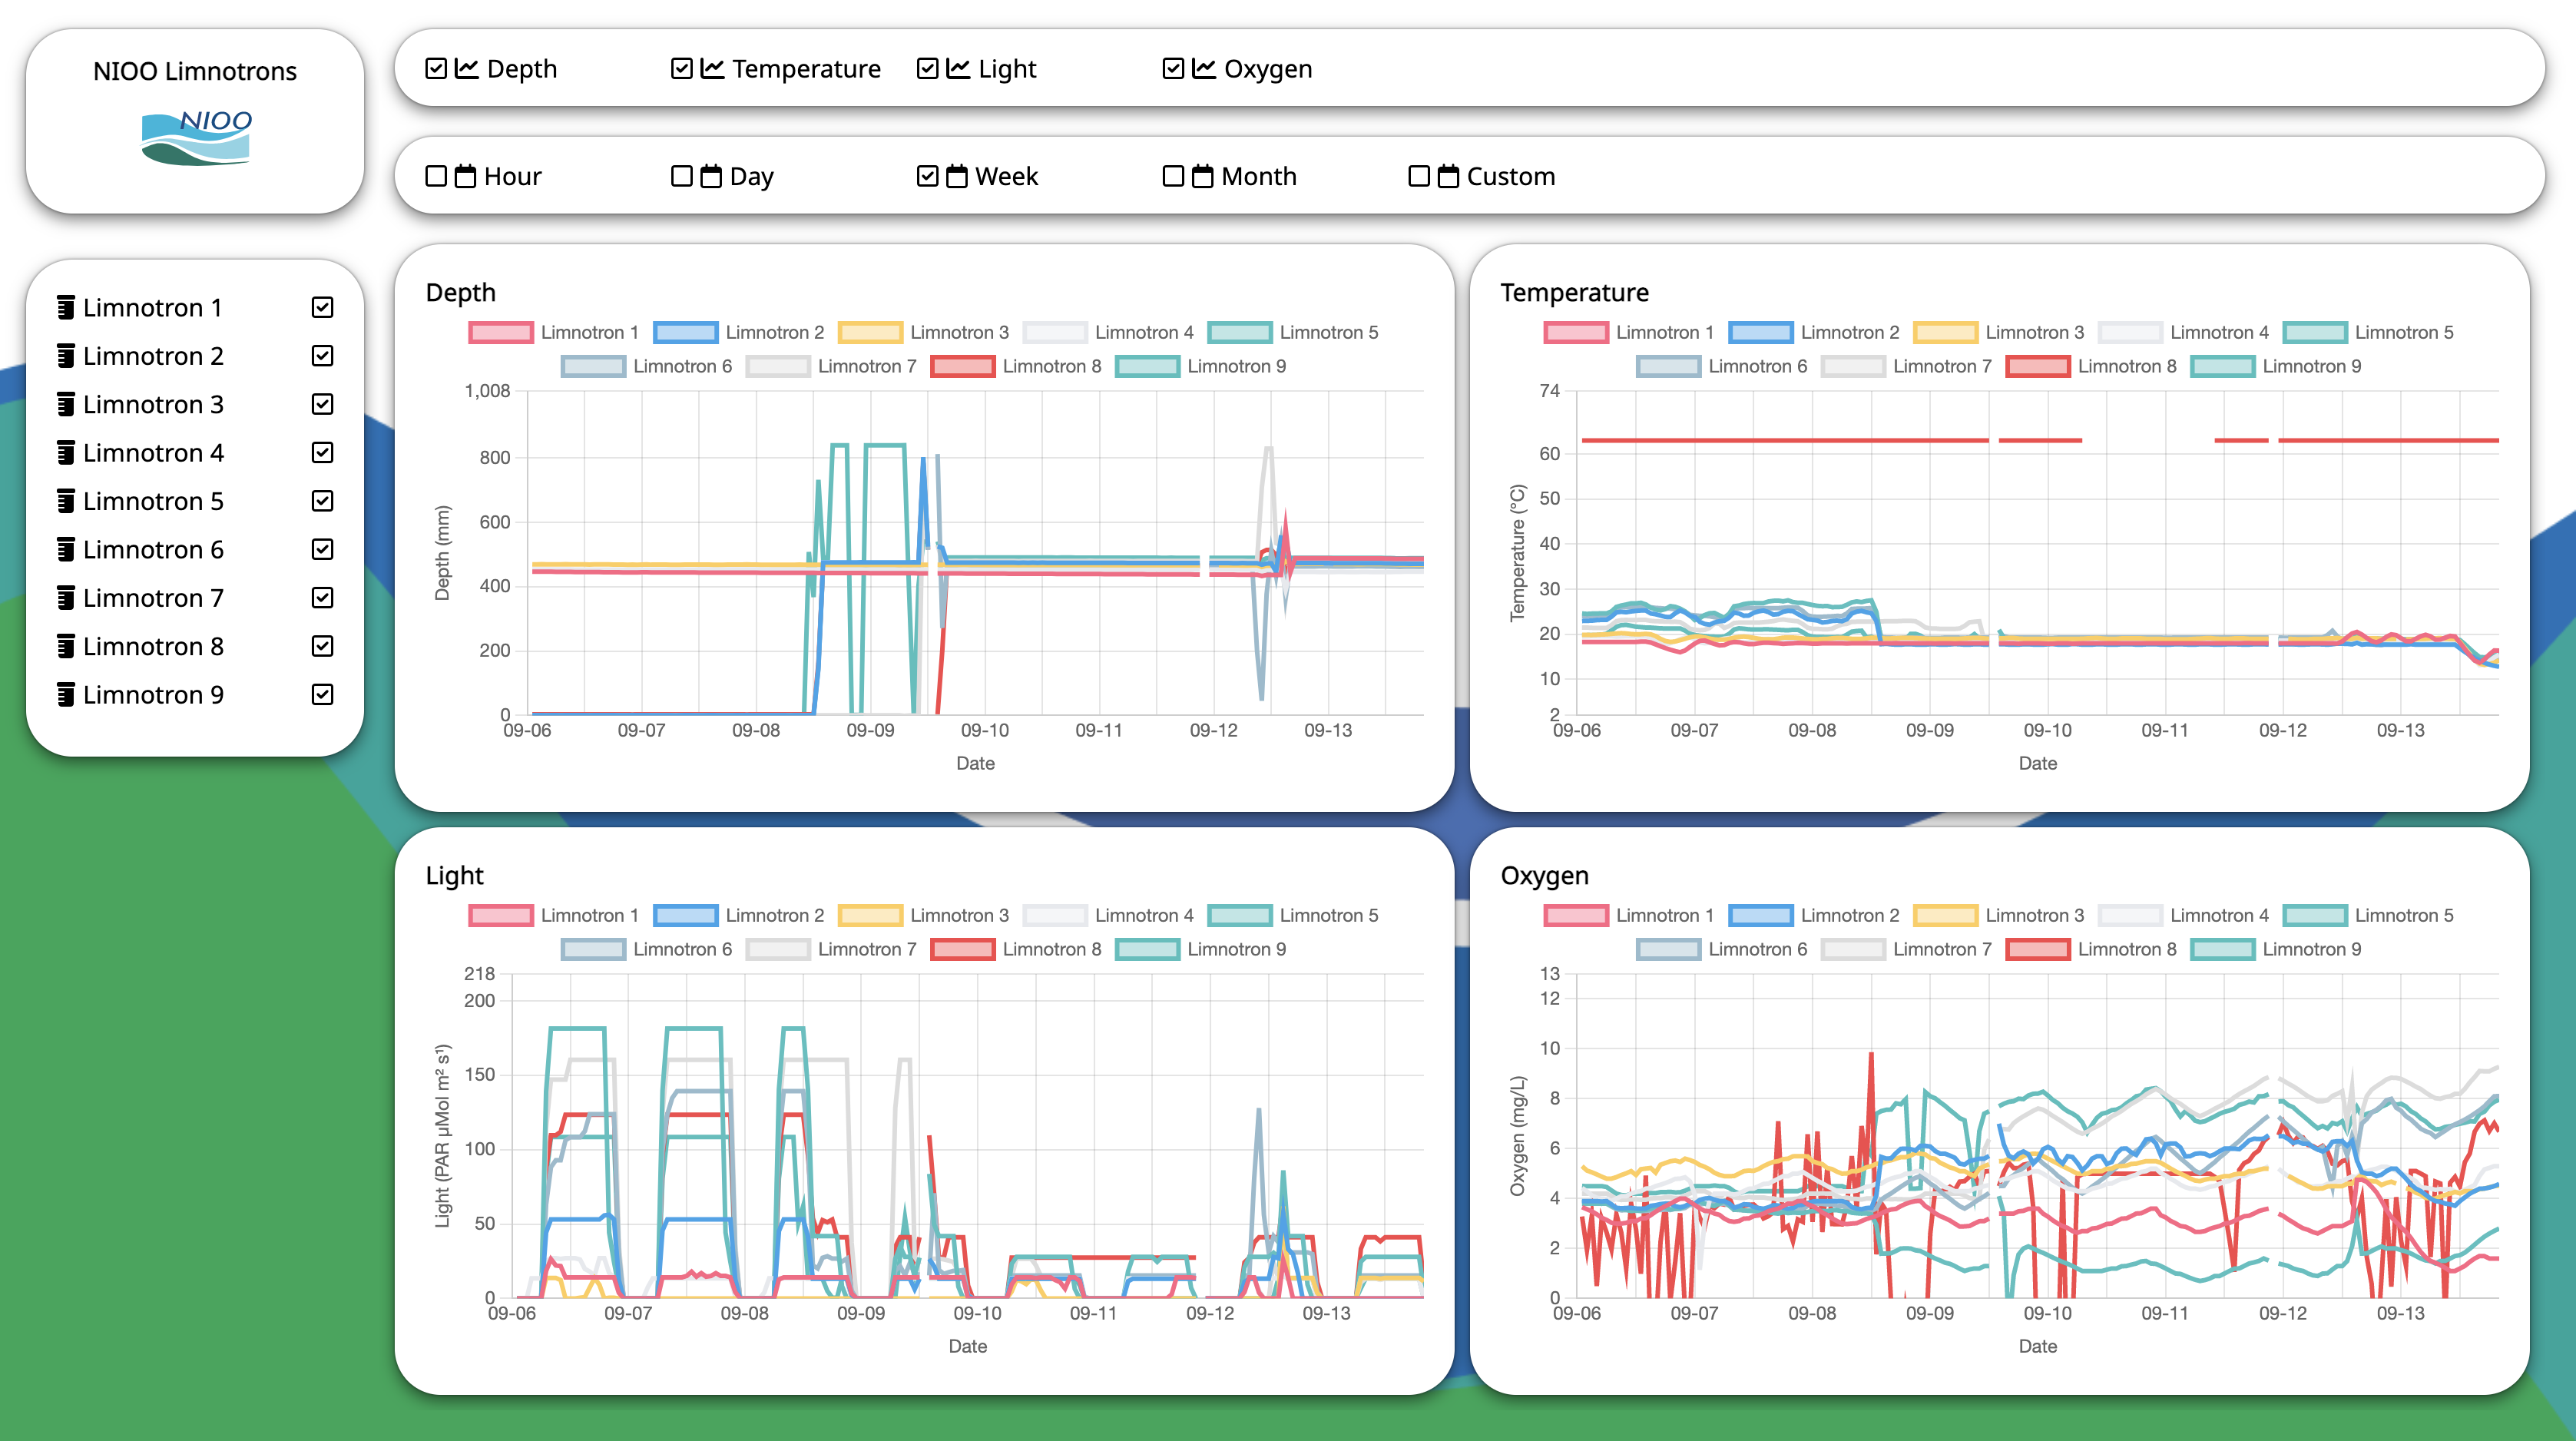 NIOO Limnotrons
NIOO
Depth Temperature Light Oxygen
Hour Day Week Month Custom
Limnotron 1
Limnotron 2
Limnotron 3
Limnotron 4
Limnotron 5
Limnotron 6
Limnotron 7
Limnotron 8
Limnotron 9
Depth
Limnotron 1 Limnotron 2 Limnotron 3 Limnotron 4 Limnotron 5
Limnotron 6 Limnotron 7 Limnotron 8 Limnotron 9
1,008
800
600
400
200
0
Depth (mm)
09-06 09-07 09-08 09-09 09-10 09-11 09-12 09-13
Date
Temperature
Limnotron 1 Limnotron 2 Limnotron 3 Limnotron 4 Limnotron 5
Limnotron 6 Limnotron 7 Limnotron 8 Limnotron 9
74
60
50
40
30
20
10
2
Temperature (°C)
09-06 09-07 09-08 09-09 09-10 09-11 09-12 09-13
Date
Light
Limnotron 1 Limnotron 2 Limnotron 3 Limnotron 4 Limnotron 5
Limnotron 6 Limnotron 7 Limnotron 8 Limnotron 9
218
200
150
100
50
0
Light (PAR µMol m² s¹)
09-06 09-07 09-08 09-09 09-10 09-11 09-12 09-13
Date
Oxygen
Limnotron 1 Limnotron 2 Limnotron 3 Limnotron 4 Limnotron 5
Limnotron 6 Limnotron 7 Limnotron 8 Limnotron 9
13
12
10
8
6
4
2
0
Oxygen (mg/L)
09-06 09-07 09-08 09-09 09-10 09-11 09-12 09-13
Date